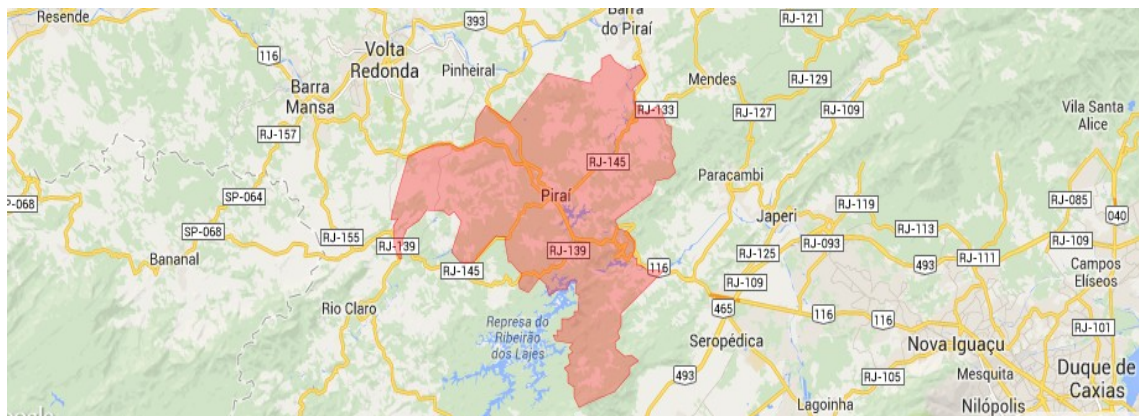 Resende
393
Barra
do Piraí
RJ-121
116
Volta
Redonda
Pinheiral
Mendes
RJ-129
Barra
Mansa
RJ-133
RJ-127
RJ-109
Vila Santa
Alice
RJ-157
RJ-145
SP-064
Piraí
Paracambi
SP-068
RJ-119
RJ-085
040
Japeri
SP-068
RJ-155
RJ-139
RJ-113
RJ-093
RJ-109
Bananal
RJ-139
RJ-125
RJ-111
493
RJ-145
116
RJ-109
Campos
Elíseos
Rio Claro
465
116
116
Represa do
Ribeirão
dos Lajes
RJ-101
Seropédica
Nova Iguaçu
493
RJ-105
Mesquita
Duque de
Caxias
Lagoinha
Nilópolis